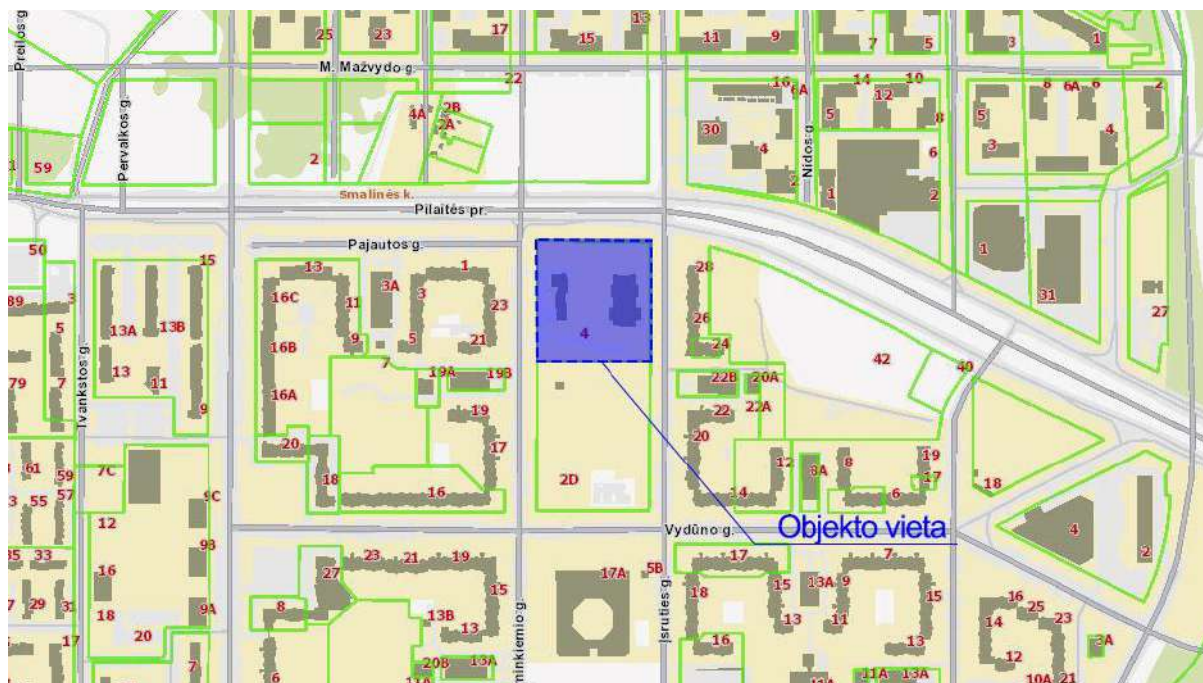 Preilos g.
25
23
17
13
15
11
9
7
5
3
1
M. Mažvydo g.
22
16
6A
14
10
12
6
6A
6
2
Pervalkos g.
4A
2B
2A
30
4
5
8
5
4
3
6
Nidos g.
1
59
2
2
1
2
Smalinės k.
Pilaitės pr.
Pajautos g.
50
15
13
1
28
1
31
27
89
3
16C
11
3A
3
23
26
5
13A
13B
16B
9
5
21
4
24
42
7
40
79
7
13
11
19A
19B
22B
20A
16A
22A
9
19
22
Įvankstos g.
20
17
20
61
59
7C
18
16
2D
12
8A
8
19
17
18
14
6
55
57
9C
12
Vydūno g.
Objekto vieta
4
2
33
9B
23
21
19
17
7
16
27
17A
5B
15
13A
9
15
16
25
23
29
18
9A
8
15
18
14
13B
13
13
11
13
3A
20
17
16
12
7
6
20B
13A
11A
13A
10A
21
Įsruties g.